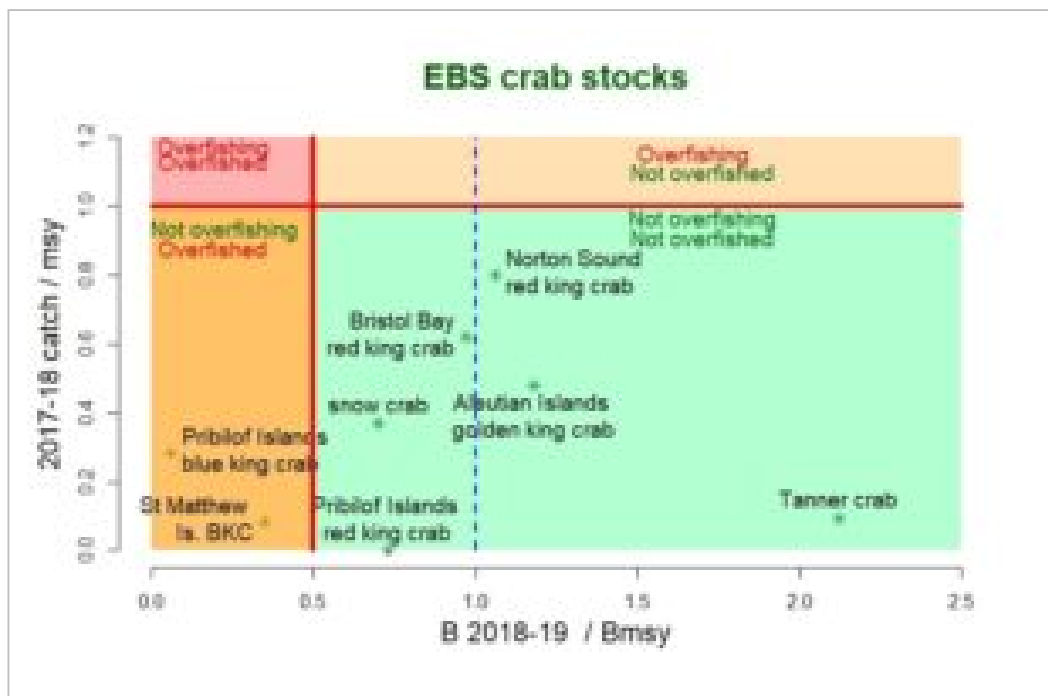 EBS crab stocks
2017-18 catch / msy
1.2
1.0
0.8
0.6
0.4
0.2
0.0
Overfishing
Overfished
Overfishing
Not overfished
Not overfishing
Overfished
Not overfishing
Not overfished
Norton Sound
red king crab
Bristol Bay
red king crab
snow crab
Aleutian Islands
golden king crab
Pribilof Islands
blue king crab
St Matthew
Is. BKC
Pribilof Islands
red king crab
Tanner crab
0.0 0.5 1.0 1.5 2.0 2.5
B 2018-19 / Bmsy